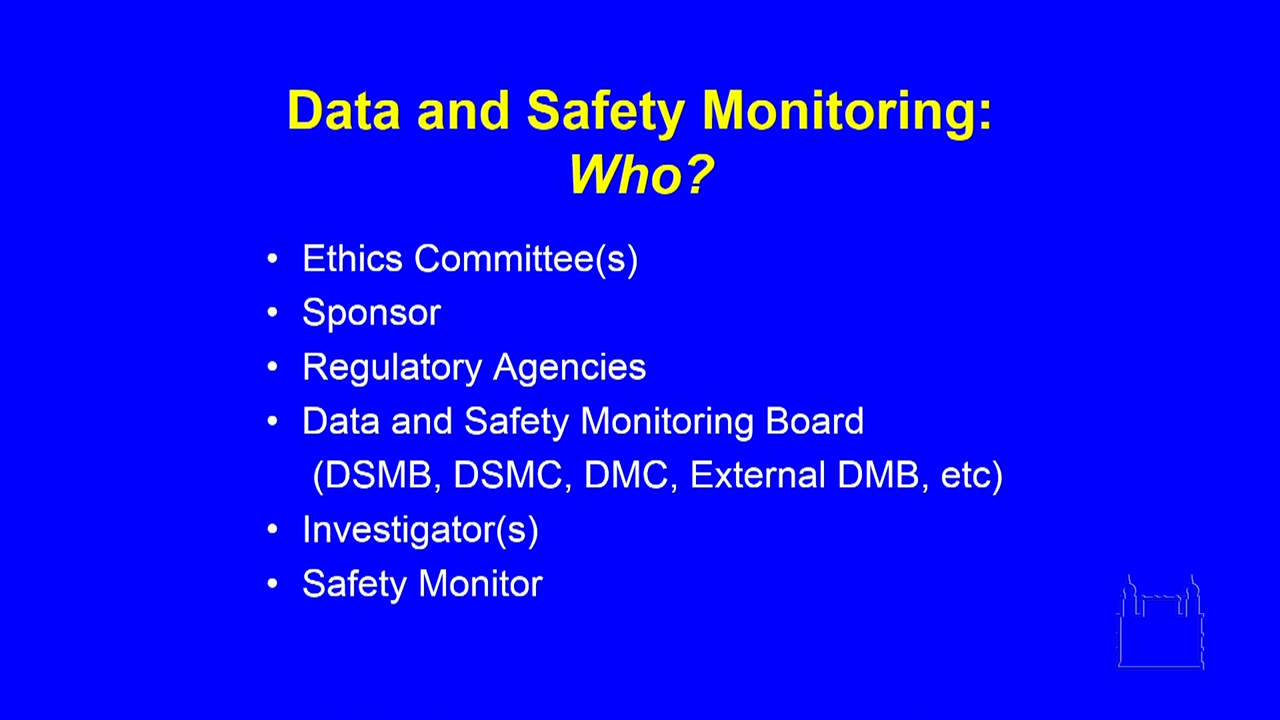 Data and Safety Monitoring:
Who?
• Ethics Committee(s)
• Sponsor
• Regulatory Agencies
• Data and Safety Monitoring Board
(DSMB, DSMC, DMC, External DMB, etc)
• Investigator(s)
• Safety Monitor